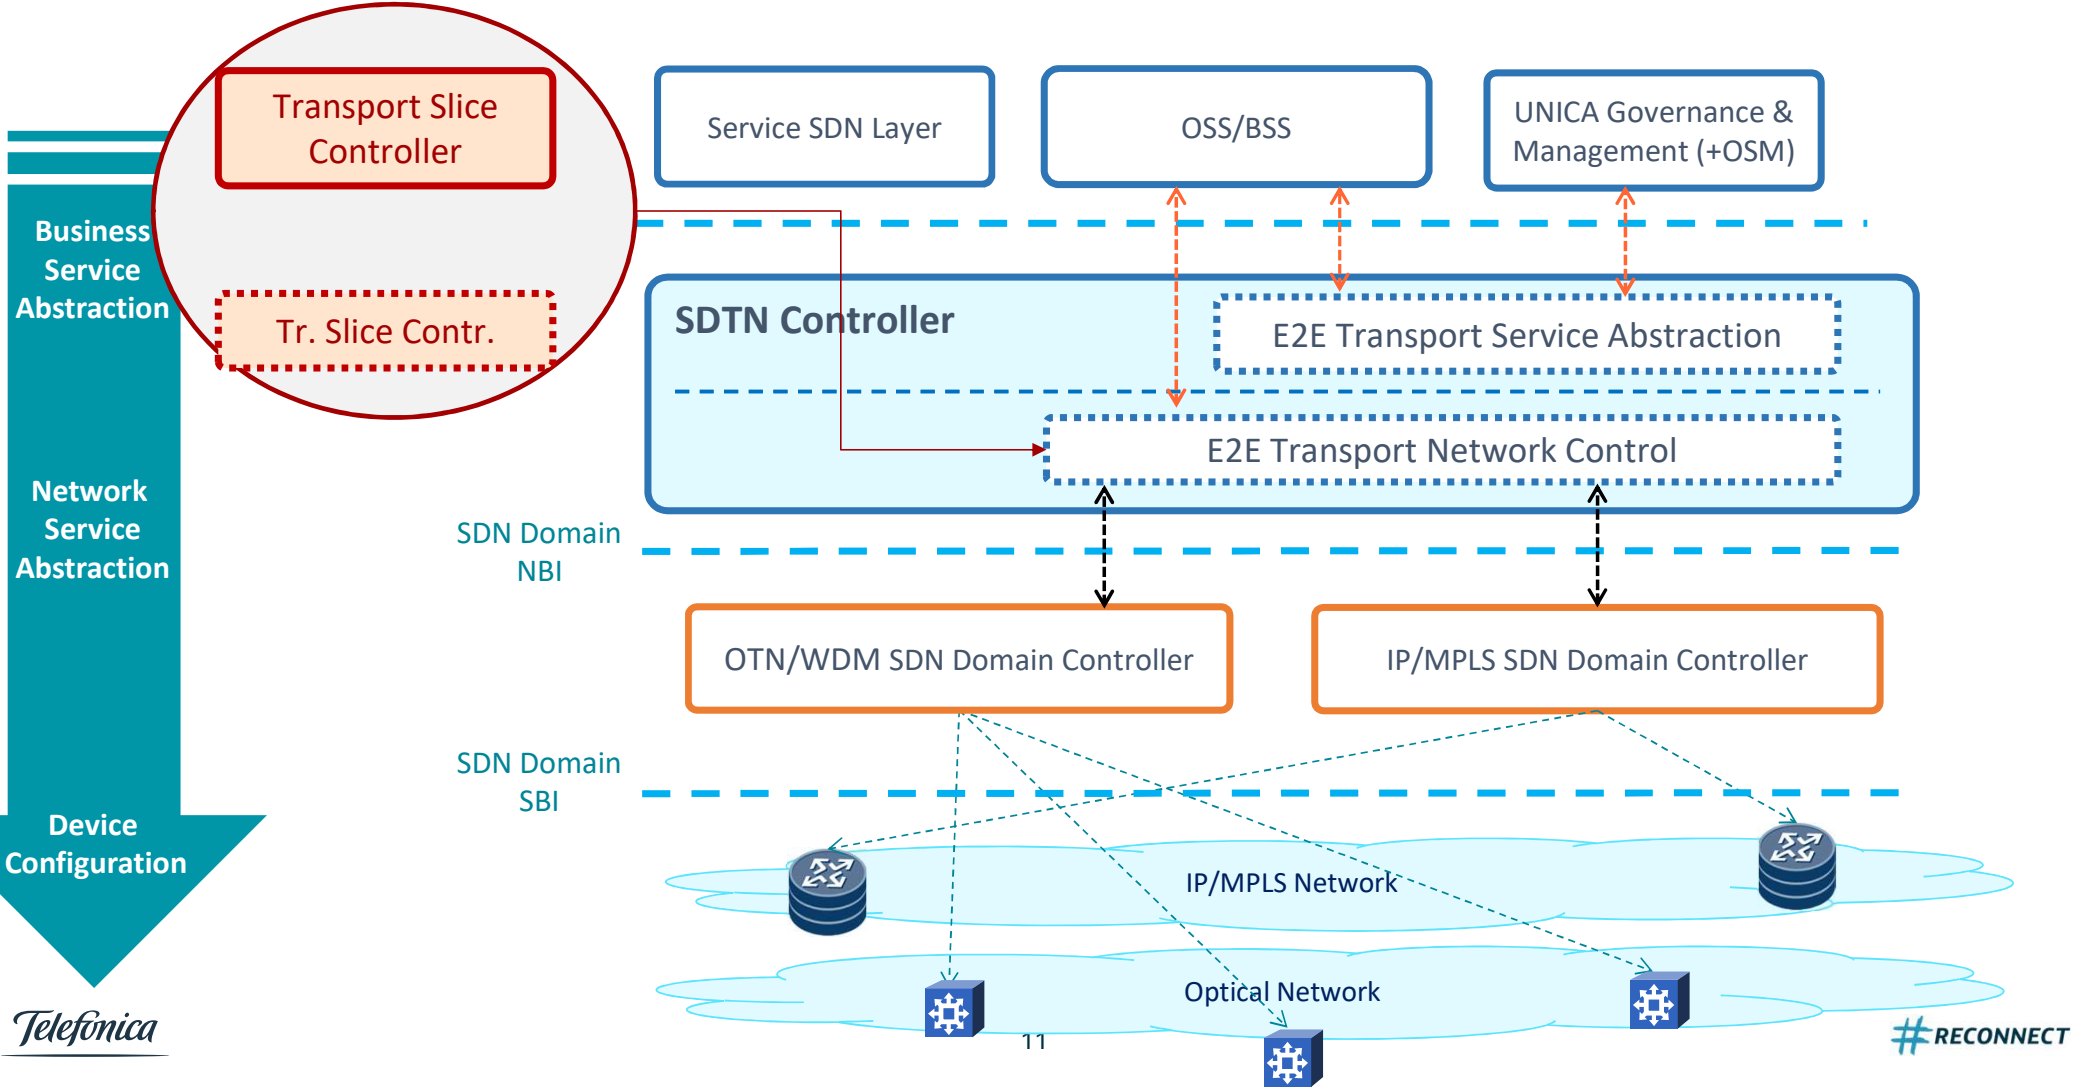 Transport Slice
Controller
Tr. Slice Contr.
Business
Service
Abstraction
Network
Service
Abstraction
Device
Configuration
Service SDN Layer
OSS/BSS
UNICA Governance &
Management (+OSM)
SDTN Controller
E2E Transport Service Abstraction
E2E Transport Network Control
SDN Domain
NBI
OTN/WDM SDN Domain Controller
IP/MPLS SDN Domain Controller
SDN Domain
SBI
IP/MPLS Network
Optical Network
Telefónica
11
#RECONNECT